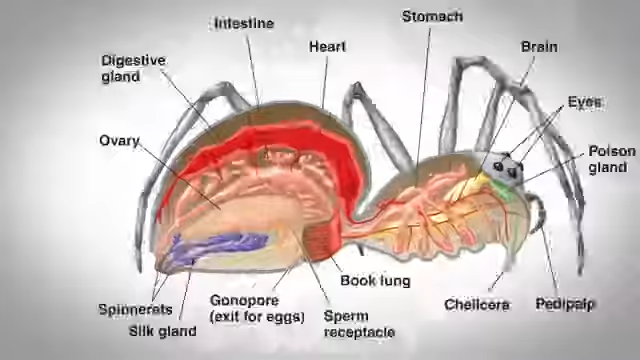 Intestine
Stomach
Heart
Brain
Digestive
gland
Eyes
Ovary
Poison
gland
Book lung
Spinnerets
Gonopore
(exit for eggs)
Chelicera
Pedipalp
Silk gland
Sperm
receptacle